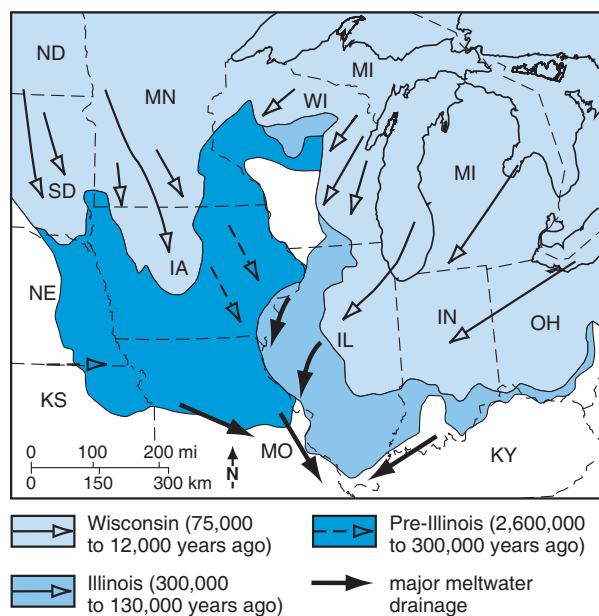 ND
MN
MI
WI
SD
MI
IA
NE
IL
IN
OH
KS
MO
KY
0 100 200 mi
0 150 300 km
N
Wisconsin (75,000
to 12,000 years ago)
Pre-Illinois (2,600,000
to 300,000 years ago)
Illinois (300,000
to 130,000 years ago)
major meltwater
drainage